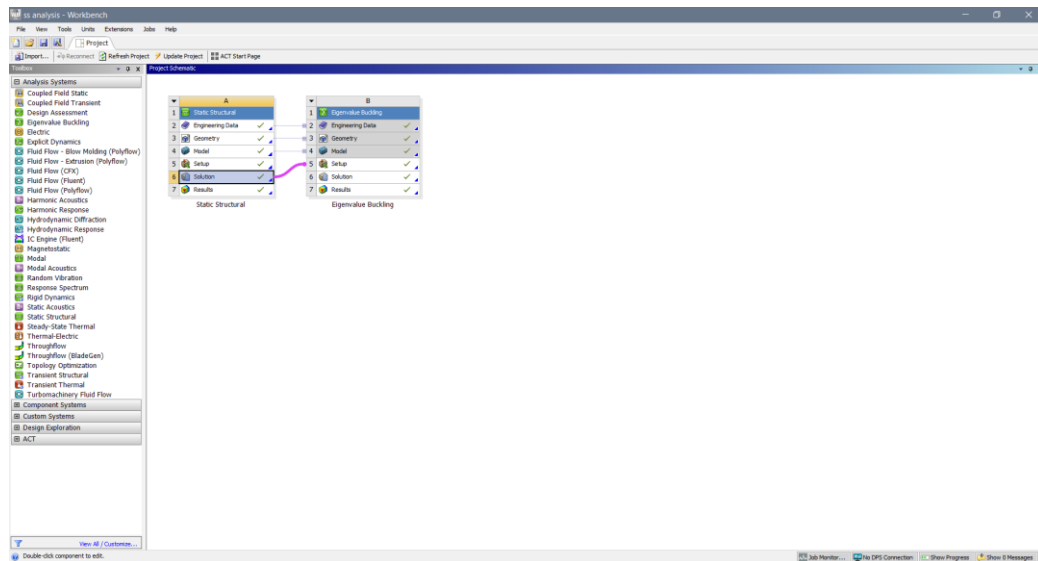 ss analysis - Workbench
File View Tools Units Extensions Jobs Help
Project
Import... Reconnect Refresh Project Update Project ACT Start Page
Toolbox
Project Schematic
Analysis Systems
Coupled Field Static
Coupled Field Transient
Design Assessment
Eigenvalue Buckling
Electric
Explicit Dynamics
Fluid Flow - Blow Molding (Polyflow)
Fluid Flow - Extrusion (Polyflow)
Fluid Flow (CFX)
Fluid Flow (Fluent)
Fluid Flow (Polyflow)
Harmonic Acoustics
Harmonic Response
Hydrodynamic Diffraction
Hydrodynamic Response
IC Engine (Fluent)
Magnetostatic
Modal
Modal Acoustics
Random Vibration
Response Spectrum
Rigid Dynamics
Static Acoustics
Static Structural
Steady-State Thermal
Thermal-Electric
Throughflow
Throughflow (BladeGen)
Topology Optimization
Transient Structural
Transient Thermal
Turbomachinery Fluid Flow
Component Systems
Custom Systems
Design Exploration
ACT
View All / Customize...
A
1 Static Structural
2 Engineering Data
3 Geometry
4 Model
5 Setup
6 Solution
7 Results
Static Structural
B
1 Eigenvalue Buckling
2 Engineering Data
3 Geometry
4 Model
5 Setup
6 Solution
7 Results
Eigenvalue Buckling
Double-click component to edit.
Job Monitor... No DPS Connection Show Progress Show 0 Messages